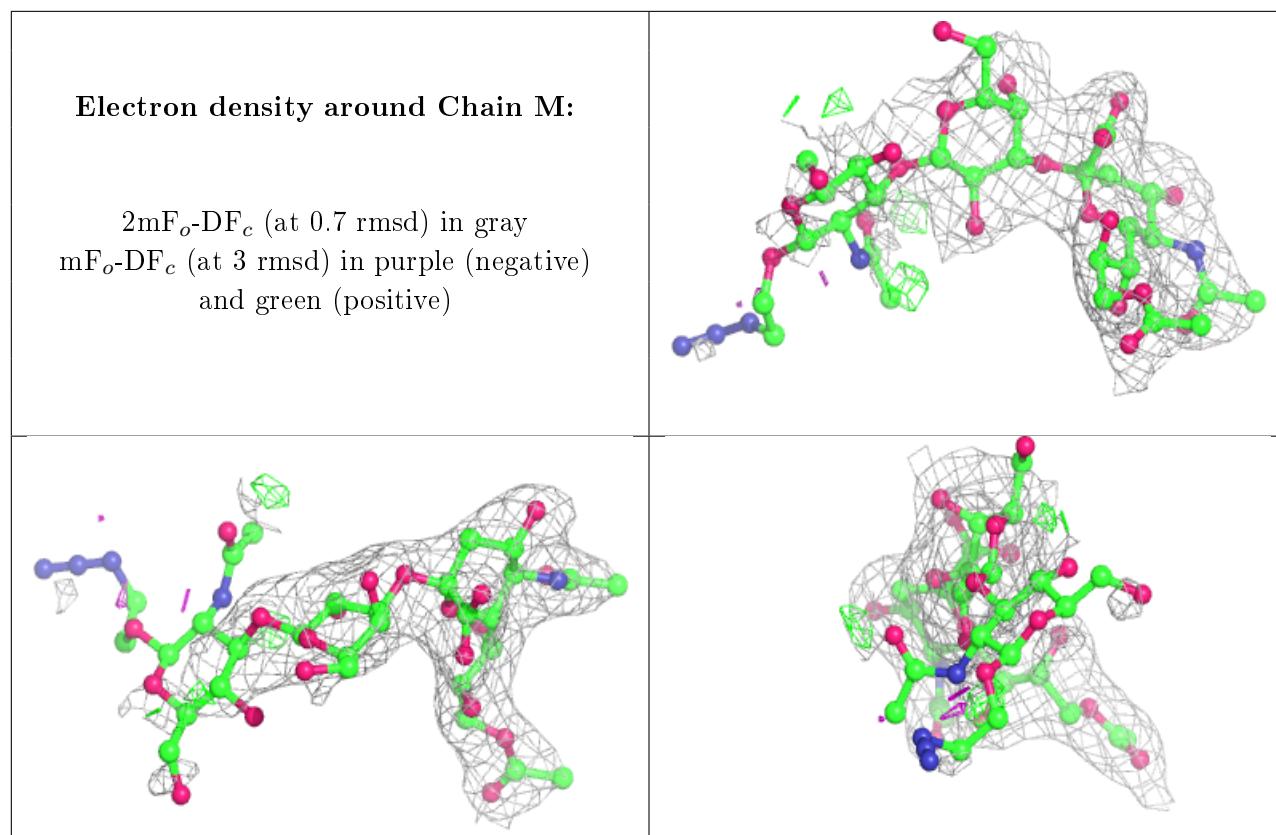 Electron density around Chain M:
2mFₒ-DF𝒸 (at 0.7 rmsd) in gray
mFₒ-DF𝒸 (at 3 rmsd) in purple (negative)
and green (positive)